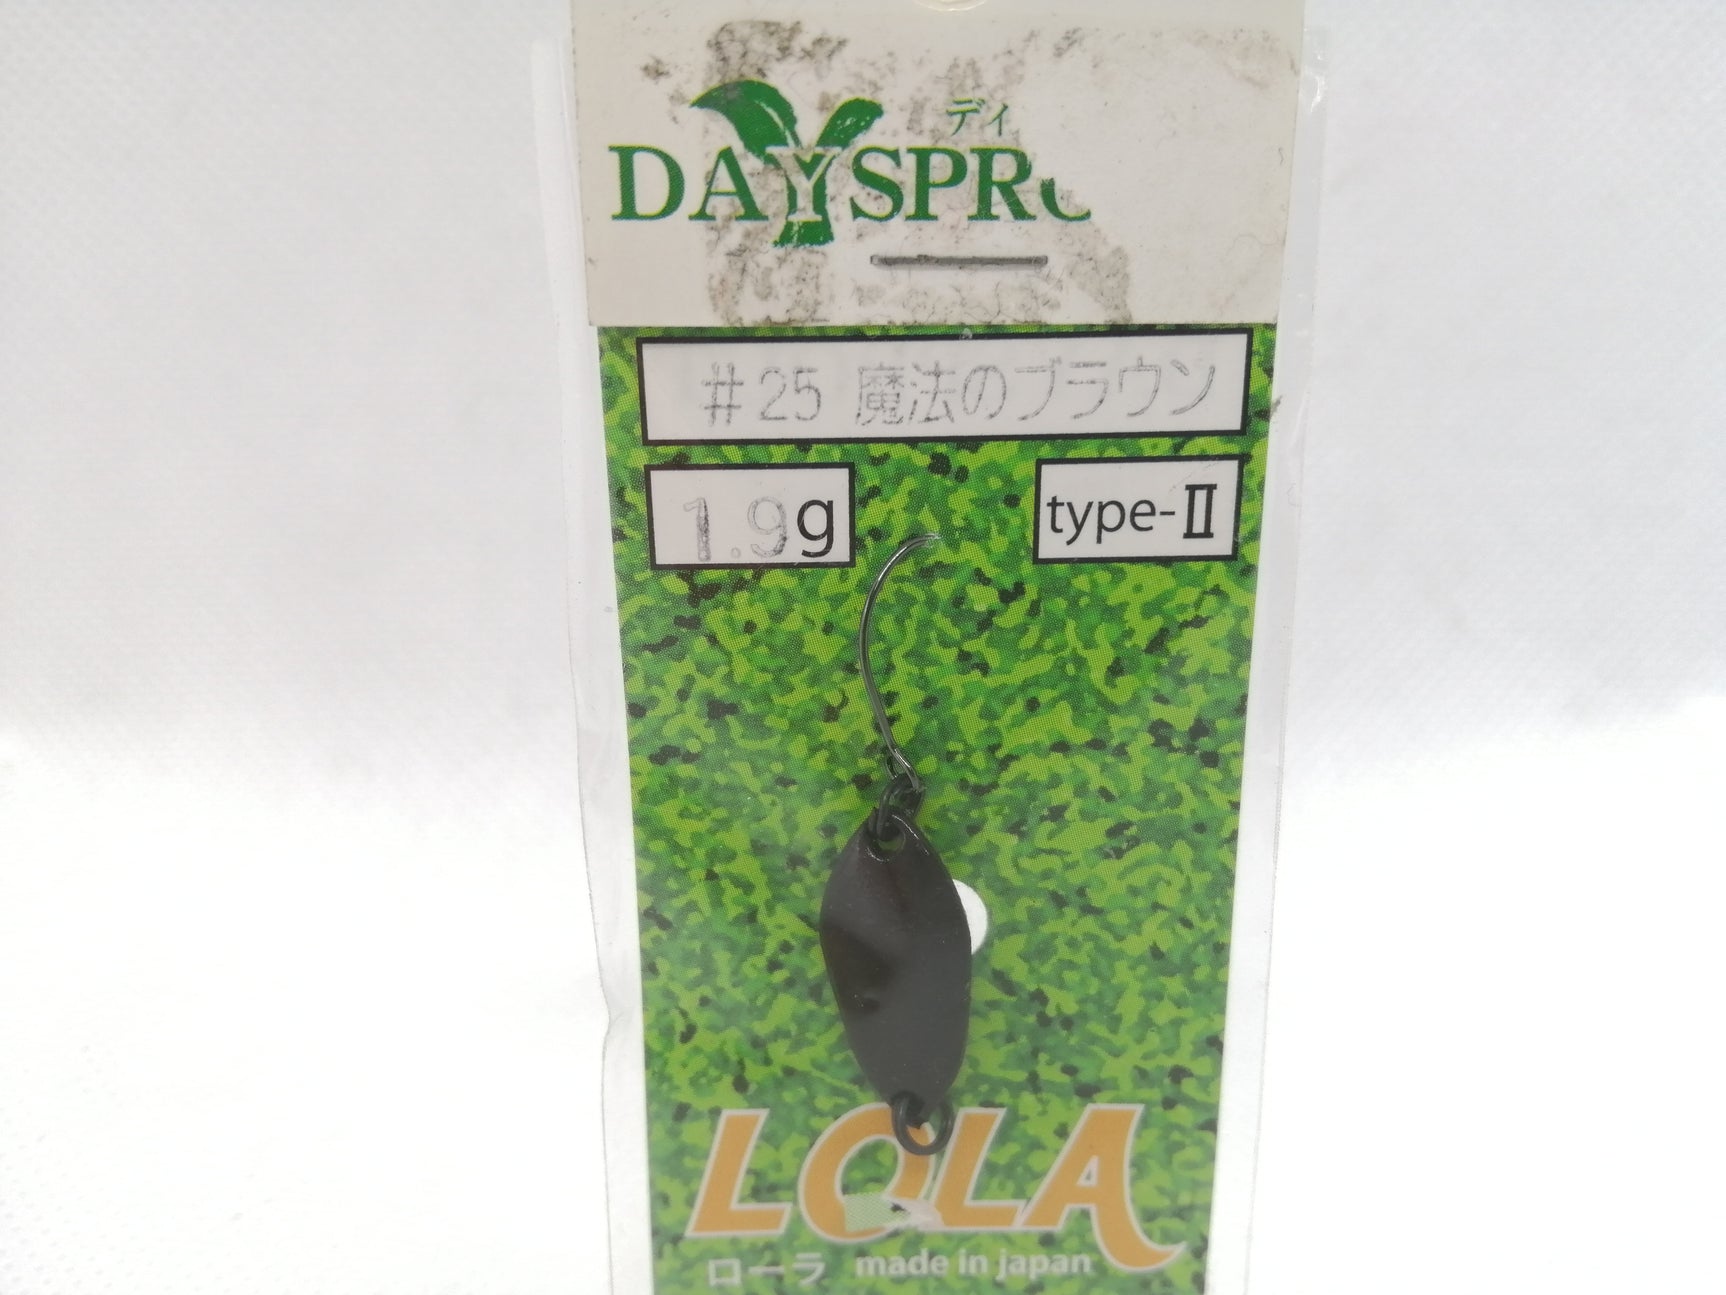 ディ
DAYSPR
#25 魔法のブラウン
1.9g
type-Ⅱ
LOLA
ローラ made in japan